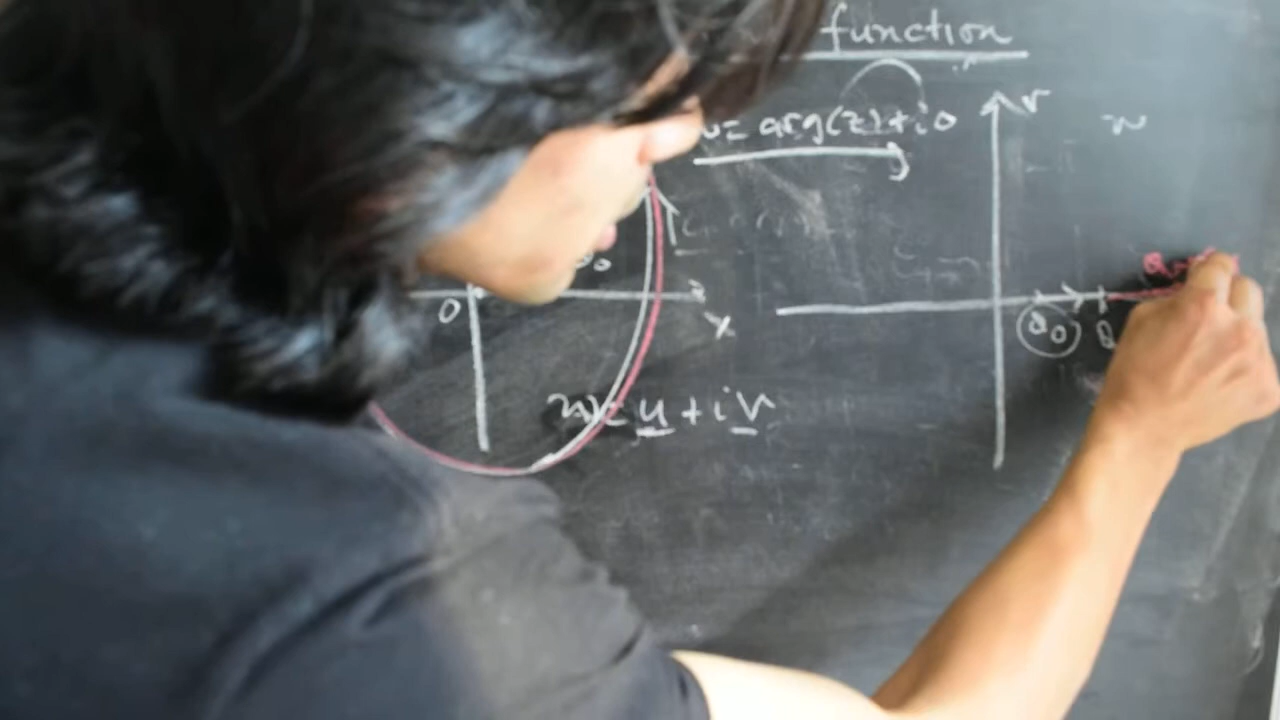 function
= arg(z) + i0
v
w
0
x
θ0
w = u + iv